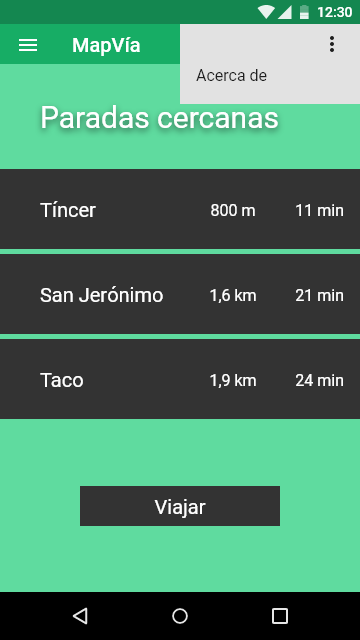 12:30
MapVía
Acerca de
Paradas cercanas
Tíncer 800 m 11 min
San Jerónimo 1,6 km 21 min
Taco 1,9 km 24 min
Viajar